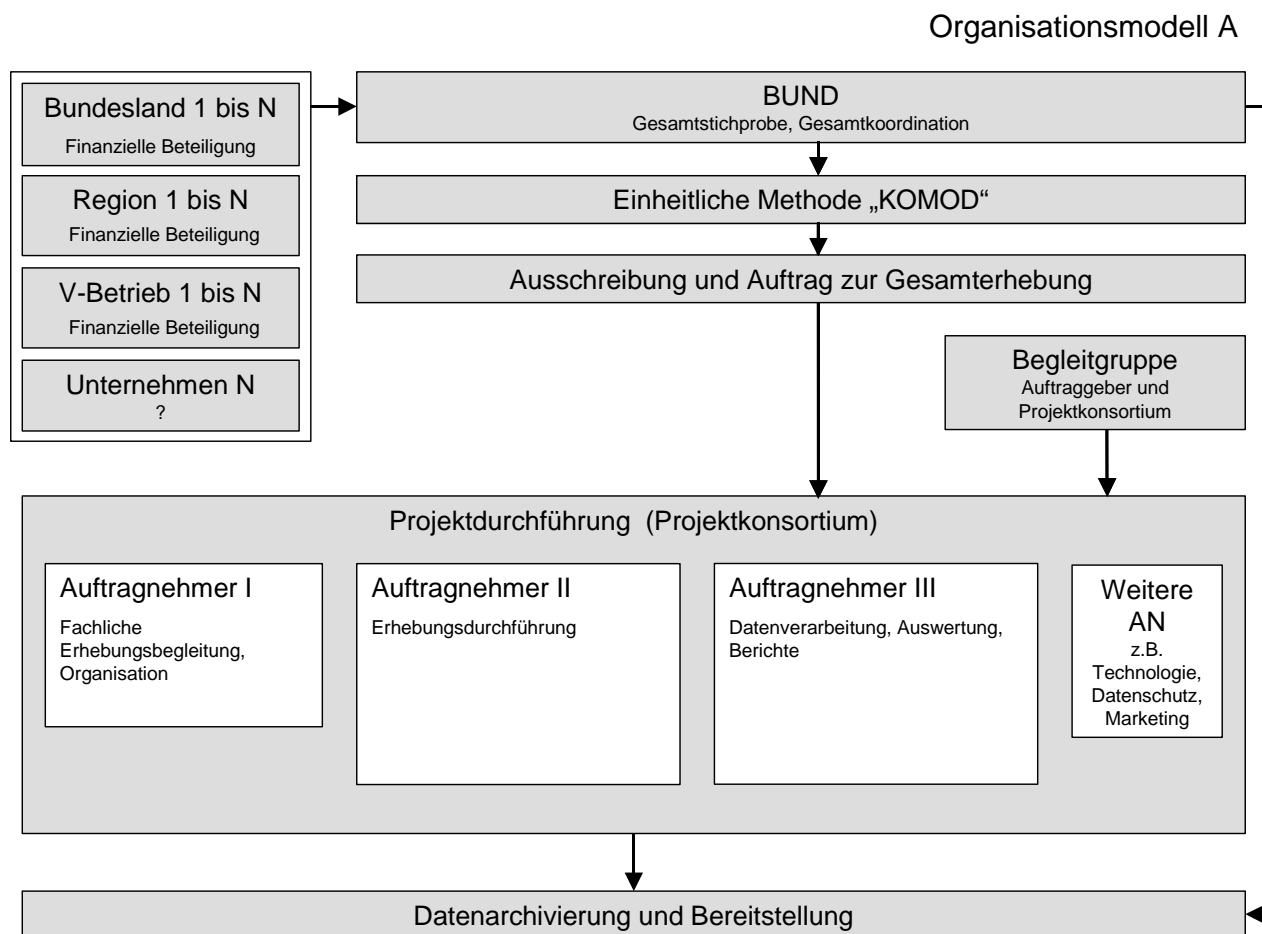 Organisationsmodell A
Bundesland 1 bis N
Finanzielle Beteiligung
Region 1 bis N
Finanzielle Beteiligung
V-Betrieb 1 bis N
Finanzielle Beteiligung
Unternehmen N
?
BUND
Gesamtstichprobe, Gesamtkoordination
Einheitliche Methode „KOMOD“
Ausschreibung und Auftrag zur Gesamterhebung
Begleitgruppe
Auftraggeber und
Projektkonsortium
Projektdurchführung (Projektkonsortium)
Auftragnehmer I
Fachliche
Erhebungsbegleitung,
Organisation
Auftragnehmer II
Erhebungsdurchführung
Auftragnehmer III
Datenverarbeitung, Auswertung,
Berichte
Weitere
AN
z.B.
Technologie,
Datenschutz,
Marketing
Datenarchivierung und Bereitstellung